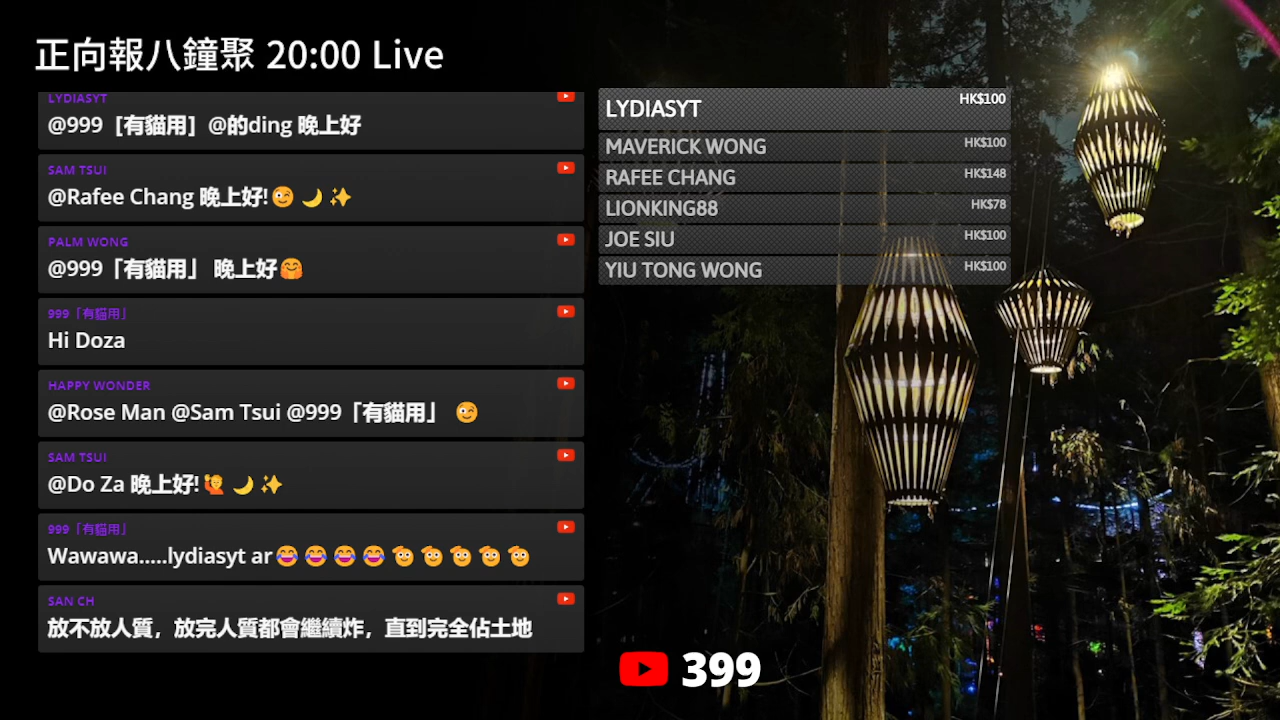 正向報八鐘聚 20:00 Live
LYDIASYT
@999［有貓用］@的ding 晚上好
SAM TSUI
@Rafee Chang 晚上好!😉🌙✨
PALM WONG
@999「有貓用」 晚上好🤗
999「有貓用」
Hi Doza
HAPPY WONDER
@Rose Man @Sam Tsui @999「有貓用」 😉
SAM TSUI
@Do Za 晚上好!🙋🌙✨
999「有貓用」
Wawawa.....lydiasyt ar😂😂😂😂🫡🫡🫡🫡🫡
SAN CH
放不放人質，放完人質都會繼續炸，直到完全佔土地
LYDIASYT HK$100
MAVERICK WONG HK$100
RAFEE CHANG HK$148
LIONKING88 HK$78
JOE SIU HK$100
YIU TONG WONG HK$100
399